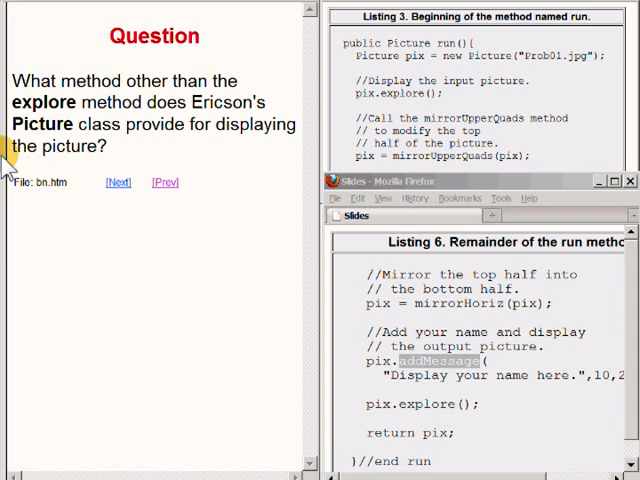 Question
What method other than the
explore method does Ericson's
Picture class provide for displaying
the picture?
File: bn.htm [Next] [Prev]
Listing 3. Beginning of the method named run.
public Picture run(){
Picture pix = new Picture("Prob01.jpg");
//Display the input picture.
pix.explore();
//Call the mirrorUpperQuads method
// to modify the top
// half of the picture.
pix = mirrorUpperQuads(pix);
Slides - Mozilla Firefox
File Edit View History Bookmarks Tools Help
Slides
Listing 6. Remainder of the run metho
//Mirror the top half into
// the bottom half.
pix = mirrorHoriz(pix);
//Add your name and display
// the output picture.
pix.addMessage(
"Display your name here.",10,2
pix.explore();
return pix;
}//end run